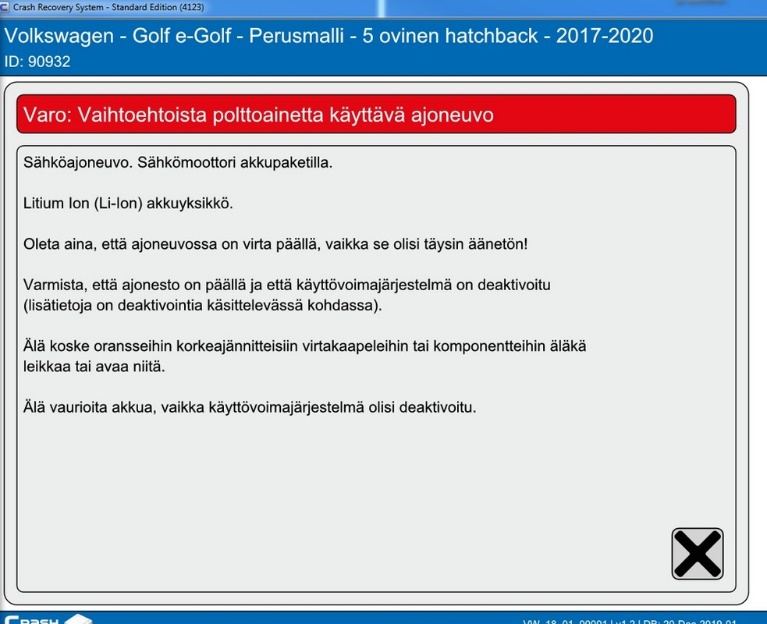 Crash Recovery System - Standard Edition (4123)
Volkswagen - Golf e-Golf - Perusmalli - 5 ovinen hatchback - 2017-2020
ID: 90932
Varo: Vaihtoehtoista polttoainetta käyttävä ajoneuvo
Sähköajoneuvo. Sähkömoottori akkupaketilla.
Litium Ion (Li-Ion) akkuyksikkö.
Oleta aina, että ajoneuvossa on virta päällä, vaikka se olisi täysin äänetön!
Varmista, että ajonesto on päällä ja että käyttövoimajärjestelmä on deaktivoitu
(lisätietoja on deaktivointia käsittelevässä kohdassa).
Älä koske oransseihin korkeajännitteisiin virtakaapeleihin tai komponentteihin äläkä
leikkaa tai avaa niitä.
Älä vaurioita akkua, vaikka käyttövoimajärjestelmä olisi deaktivoitu.
Crash